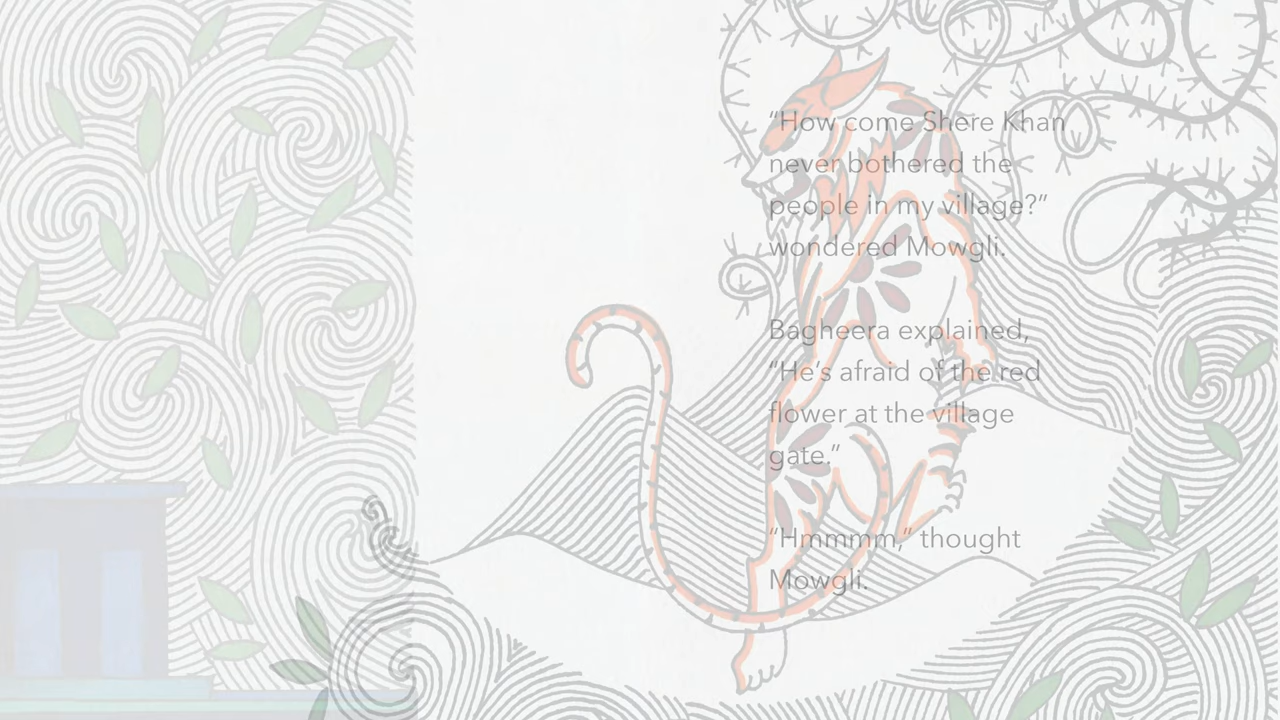 “How come Shere Khan
never bothered the
people in my village?”
wondered Mowgli.
Bagheera explained,
“He’s afraid of the red
flower at the village
gate.”
“Hmmmm,” thought
Mowgli.